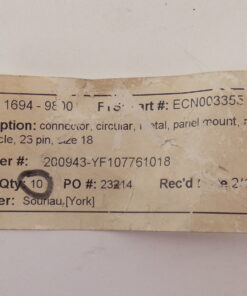 1694 - 9800 Part #: ECN003353
ption: connector, circular, metal, panel mount,
cle, 23 pin, size 18
er #: 200943-YF107761018
Qty: 10 PO #: 23214 Rec'd
er: Souriau [York]